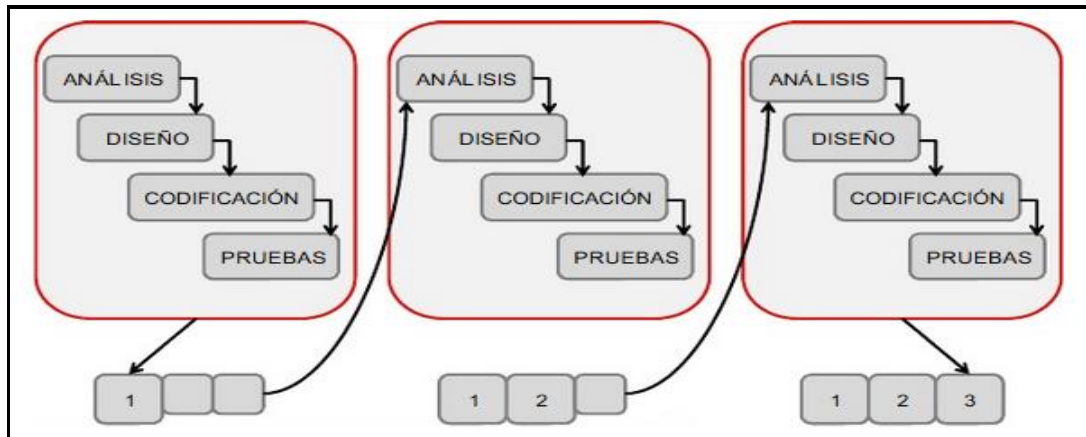 ANÁLISIS
DISEÑO
CODIFICACIÓN
PRUEBAS
1
ANÁLISIS
DISEÑO
CODIFICACIÓN
PRUEBAS
1 2
ANÁLISIS
DISEÑO
CODIFICACIÓN
PRUEBAS
1 2 3